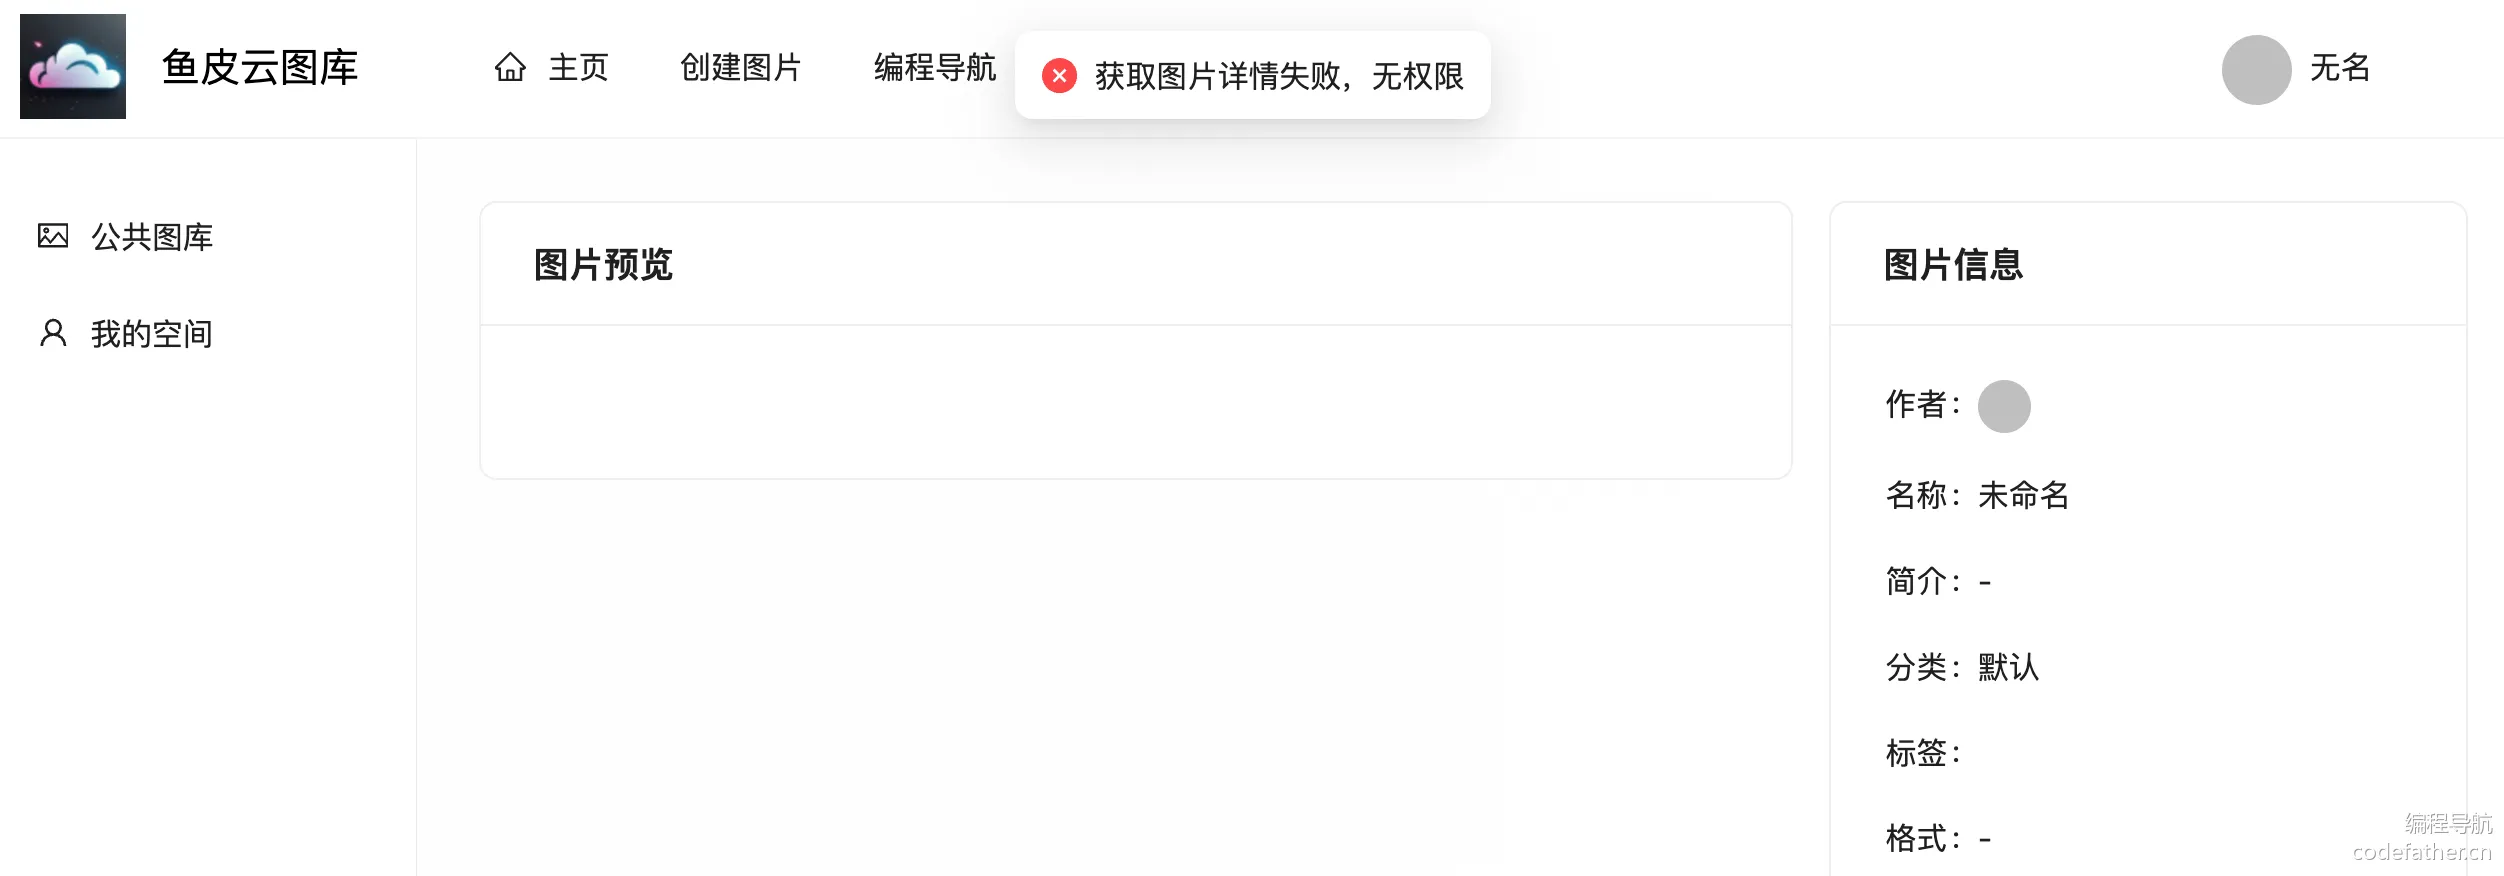 鱼皮云图库
主页
创建图片
编程导航
获取图片详情失败，无权限
无名
公共图库
我的空间
图片预览
图片信息
作者：
名称：未命名
简介：-
分类：默认
标签：
格式：-
编程导航
codefather.cn